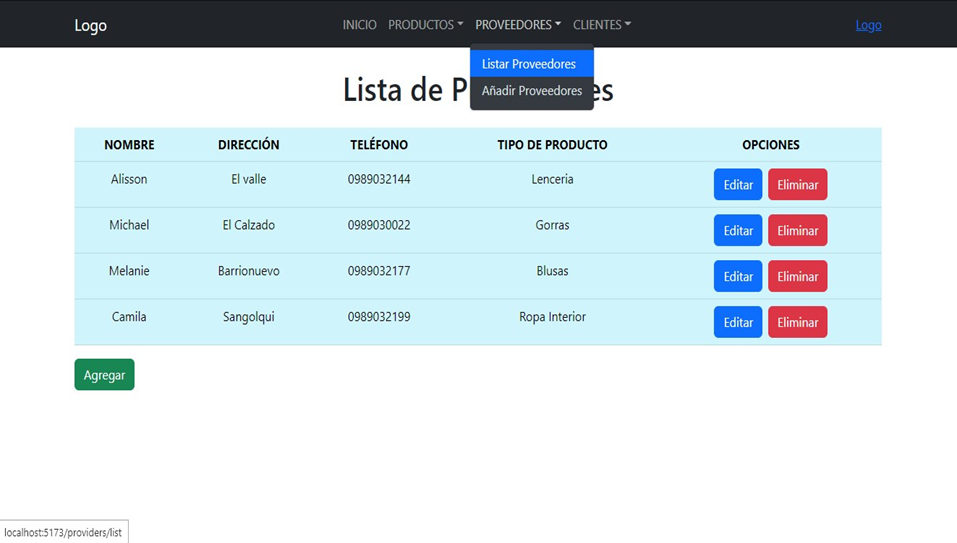 Logo INICIO PRODUCTOS PROVEEDORES CLIENTES Logo
Listar Proveedores
Añadir Proveedores
Lista de P es
NOMBRE DIRECCIÓN TELÉFONO TIPO DE PRODUCTO OPCIONES
Alisson El valle 0989032144 Lenceria Editar Eliminar
Michael El Calzado 0989030022 Gorras Editar Eliminar
Melanie Barrionuevo 0989032177 Blusas Editar Eliminar
Camila Sangolqui 0989032199 Ropa Interior Editar Eliminar
Agregar
localhost:5173/providers/list